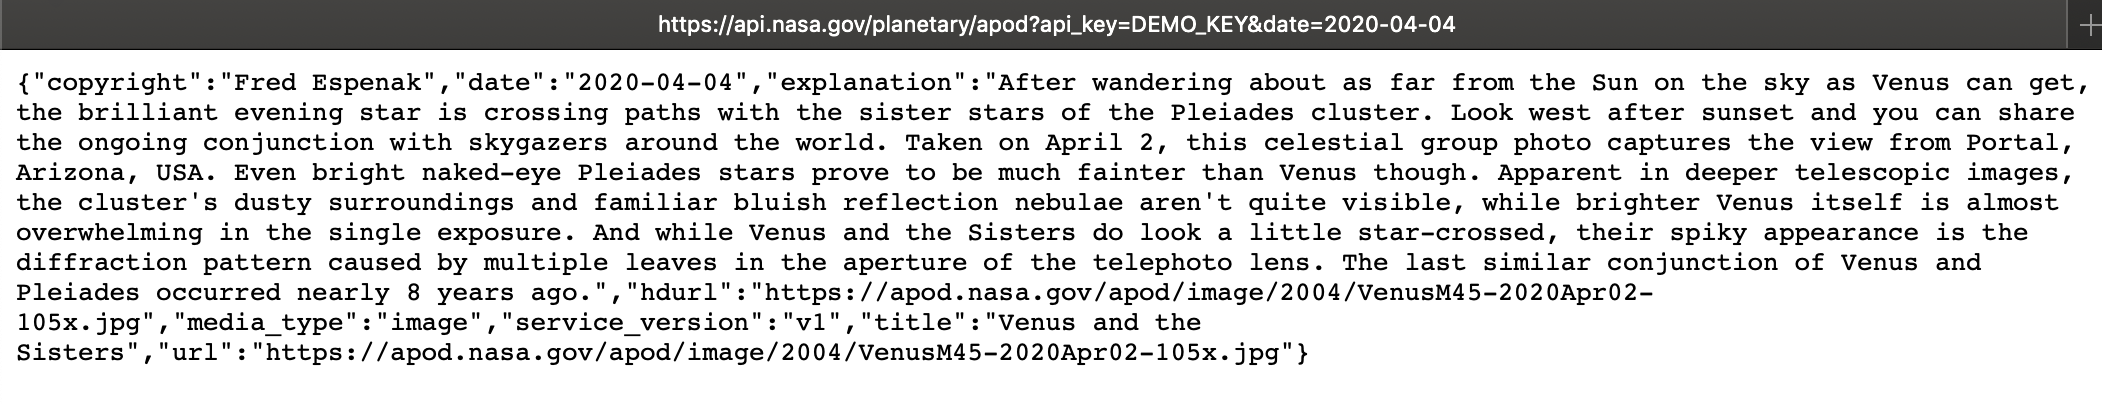 https://api.nasa.gov/planetary/apod?api_key=DEMO_KEY&date=2020-04-04
{"copyright":"Fred Espenak","date":"2020-04-04","explanation":"After wandering about as far from the Sun on the sky as Venus can get,
the brilliant evening star is crossing paths with the sister stars of the Pleiades cluster. Look west after sunset and you can share
the ongoing conjunction with skygazers around the world. Taken on April 2, this celestial group photo captures the view from Portal,
Arizona, USA. Even bright naked-eye Pleiades stars prove to be much fainter than Venus though. Apparent in deeper telescopic images,
the cluster's dusty surroundings and familiar bluish reflection nebulae aren't quite visible, while brighter Venus itself is almost
overwhelming in the single exposure. And while Venus and the Sisters do look a little star-crossed, their spiky appearance is the
diffraction pattern caused by multiple leaves in the aperture of the telephoto lens. The last similar conjunction of Venus and
Pleiades occurred nearly 8 years ago.","hdurl":"https://apod.nasa.gov/apod/image/2004/VenusM45-2020Apr02-
105x.jpg","media_type":"image","service_version":"v1","title":"Venus and the
Sisters","url":"https://apod.nasa.gov/apod/image/2004/VenusM45-2020Apr02-105x.jpg"}